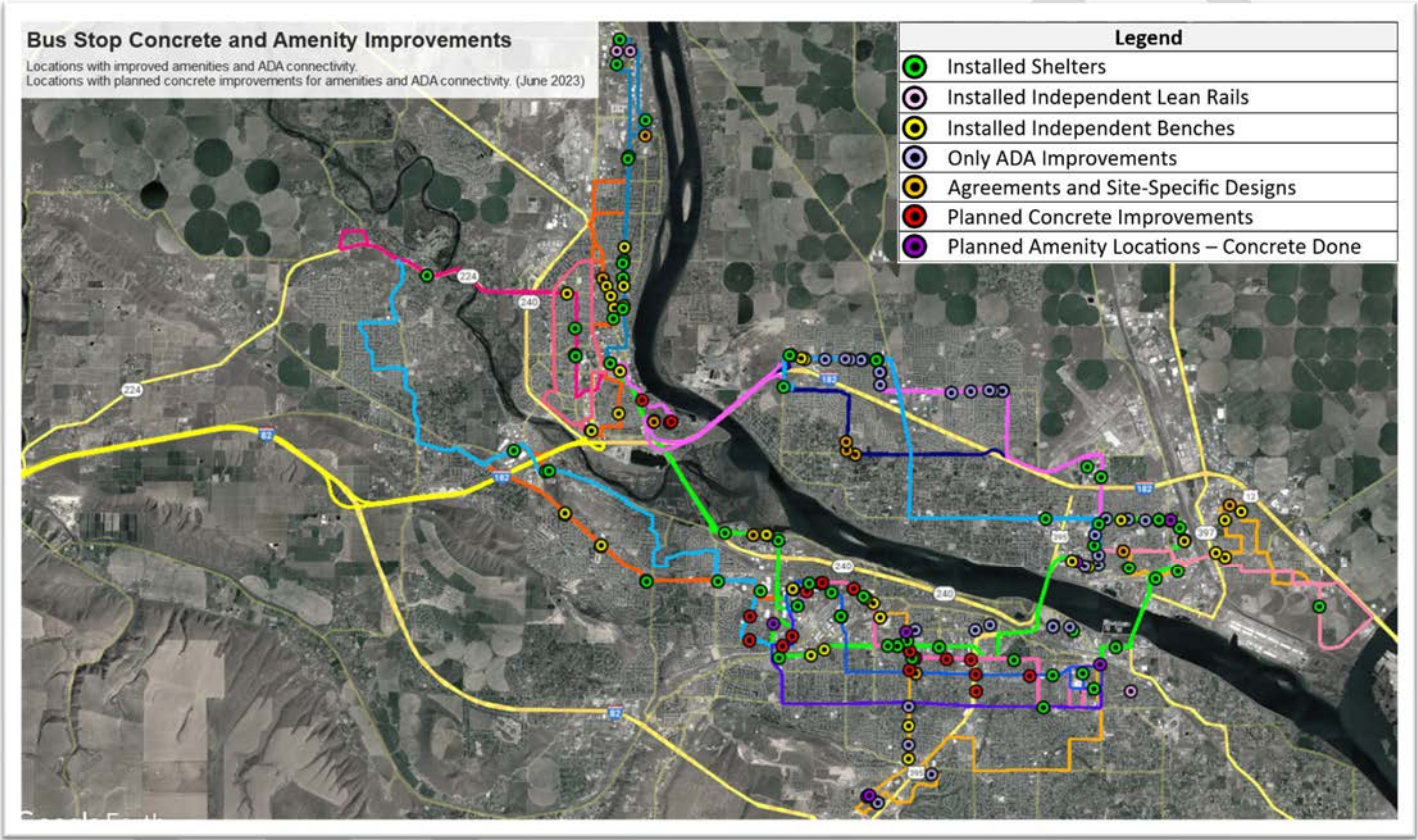 Bus Stop Concrete and Amenity Improvements
Locations with improved amenities and ADA connectivity.
Locations with planned concrete improvements for amenities and ADA connectivity. (June 2023)
Legend
Installed Shelters
Installed Independent Lean Rails
Installed Independent Benches
Only ADA Improvements
Agreements and Site-Specific Designs
Planned Concrete Improvements
Planned Amenity Locations – Concrete Done
224
240
224
182
82
182
182
12
397
395
240
240
82
395